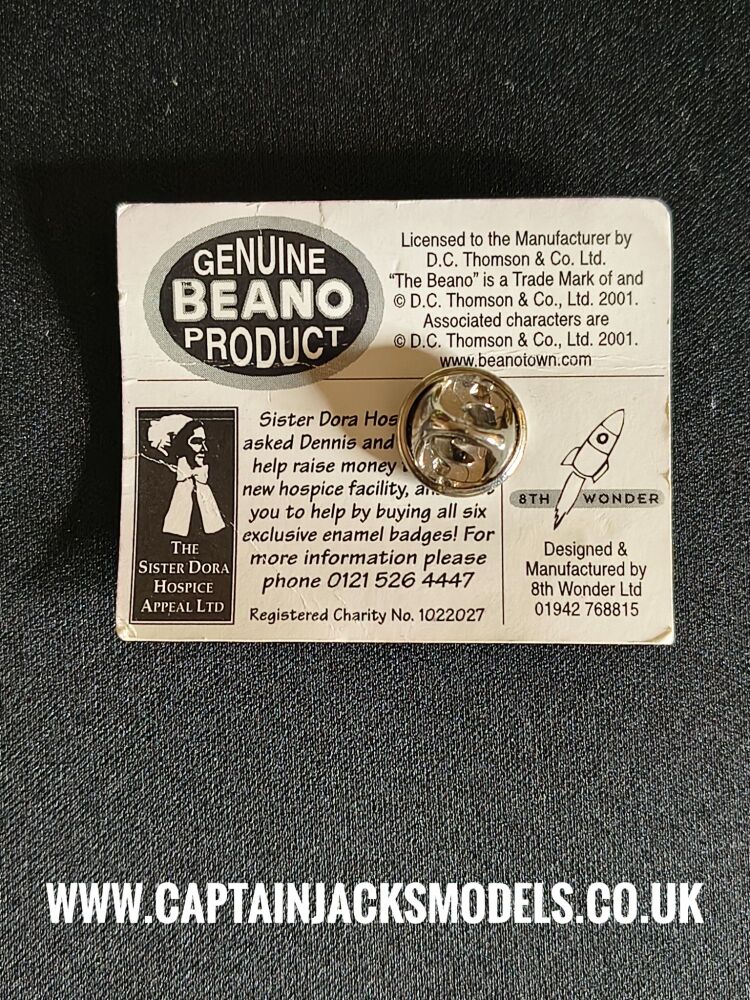 GENUINE
THE
BEANO
PRODUCT
Licensed to the Manufacturer by
D.C. Thomson & Co. Ltd.
"The Beano" is a Trade Mark of and
© D.C. Thomson & Co., Ltd. 2001.
Associated characters are
© D.C. Thomson & Co., Ltd. 2001.
www.beanotown.com
THE
SISTER DORA
HOSPICE
APPEAL LTD
Sister Dora
asked Dennis and
help raise money
new hospice facility,
you to help by buying all six
exclusive enamel badges! For
more information please
phone 0121 526 4447
Registered Charity No. 1022027
8TH WONDER
Designed &
Manufactured by
8th Wonder Ltd
01942 768815
WWW.CAPTAINJACKSMODELS.CO.UK